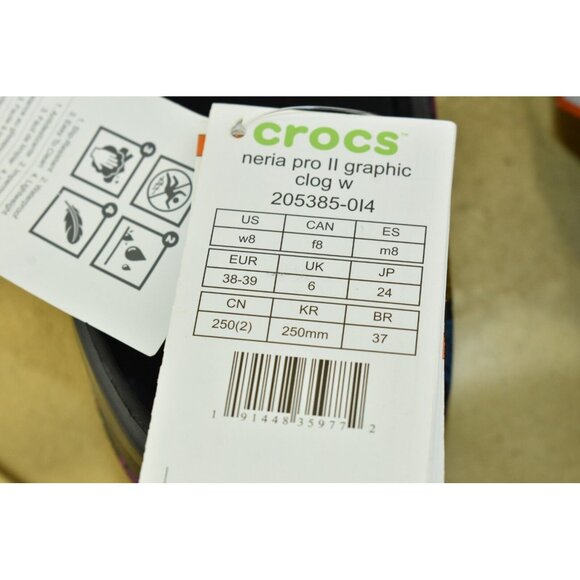 crocs™
neria pro II graphic
clog w
205385-0I4
US CAN ES
w8 f8 m8
EUR UK JP
38-39 6 24
CN KR BR
250(2) 250mm 37
1 91448 35977 2